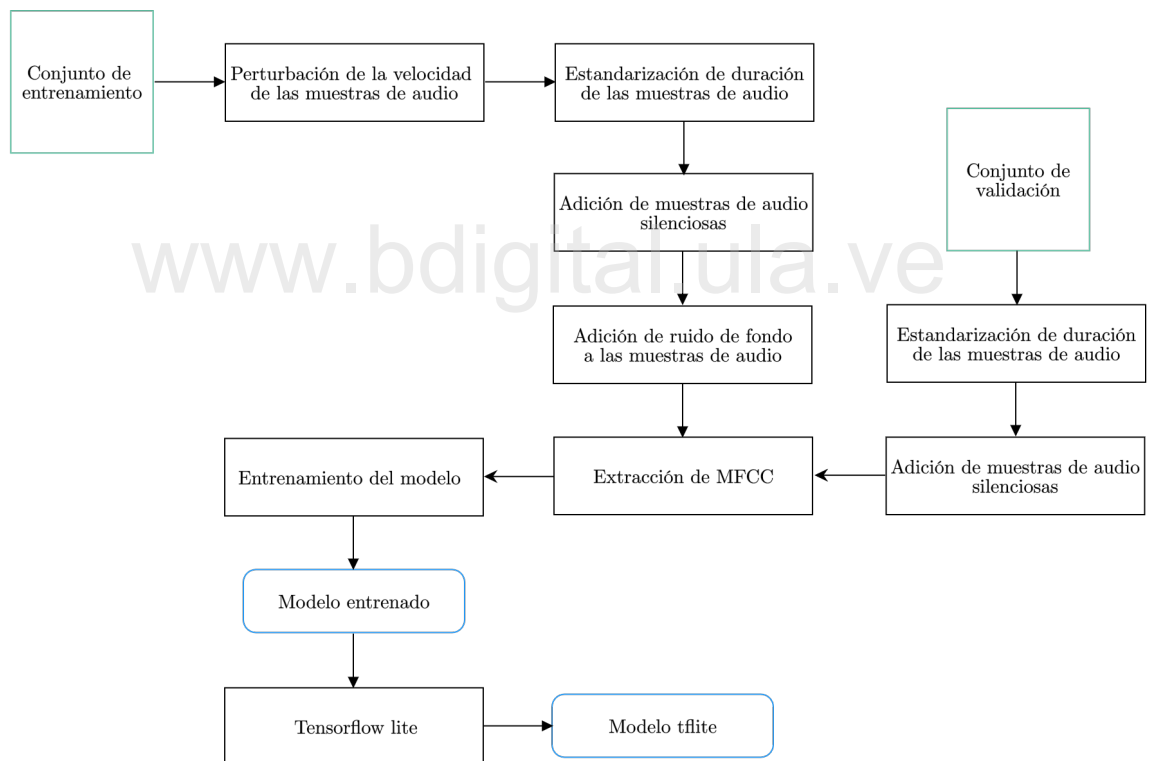 Conjunto de
entrenamiento
Perturbación de la velocidad
de las muestras de audio
Estandarización de duración
de las muestras de audio
Adición de muestras de audio
silenciosas
Conjunto de
validación
www.bdigital.ula.ve
Adición de ruido de fondo
a las muestras de audio
Estandarización de duración
de las muestras de audio
Entrenamiento del modelo
Extracción de MFCC
Adición de muestras de audio
silenciosas
Modelo entrenado
Tensorflow lite
Modelo tflite